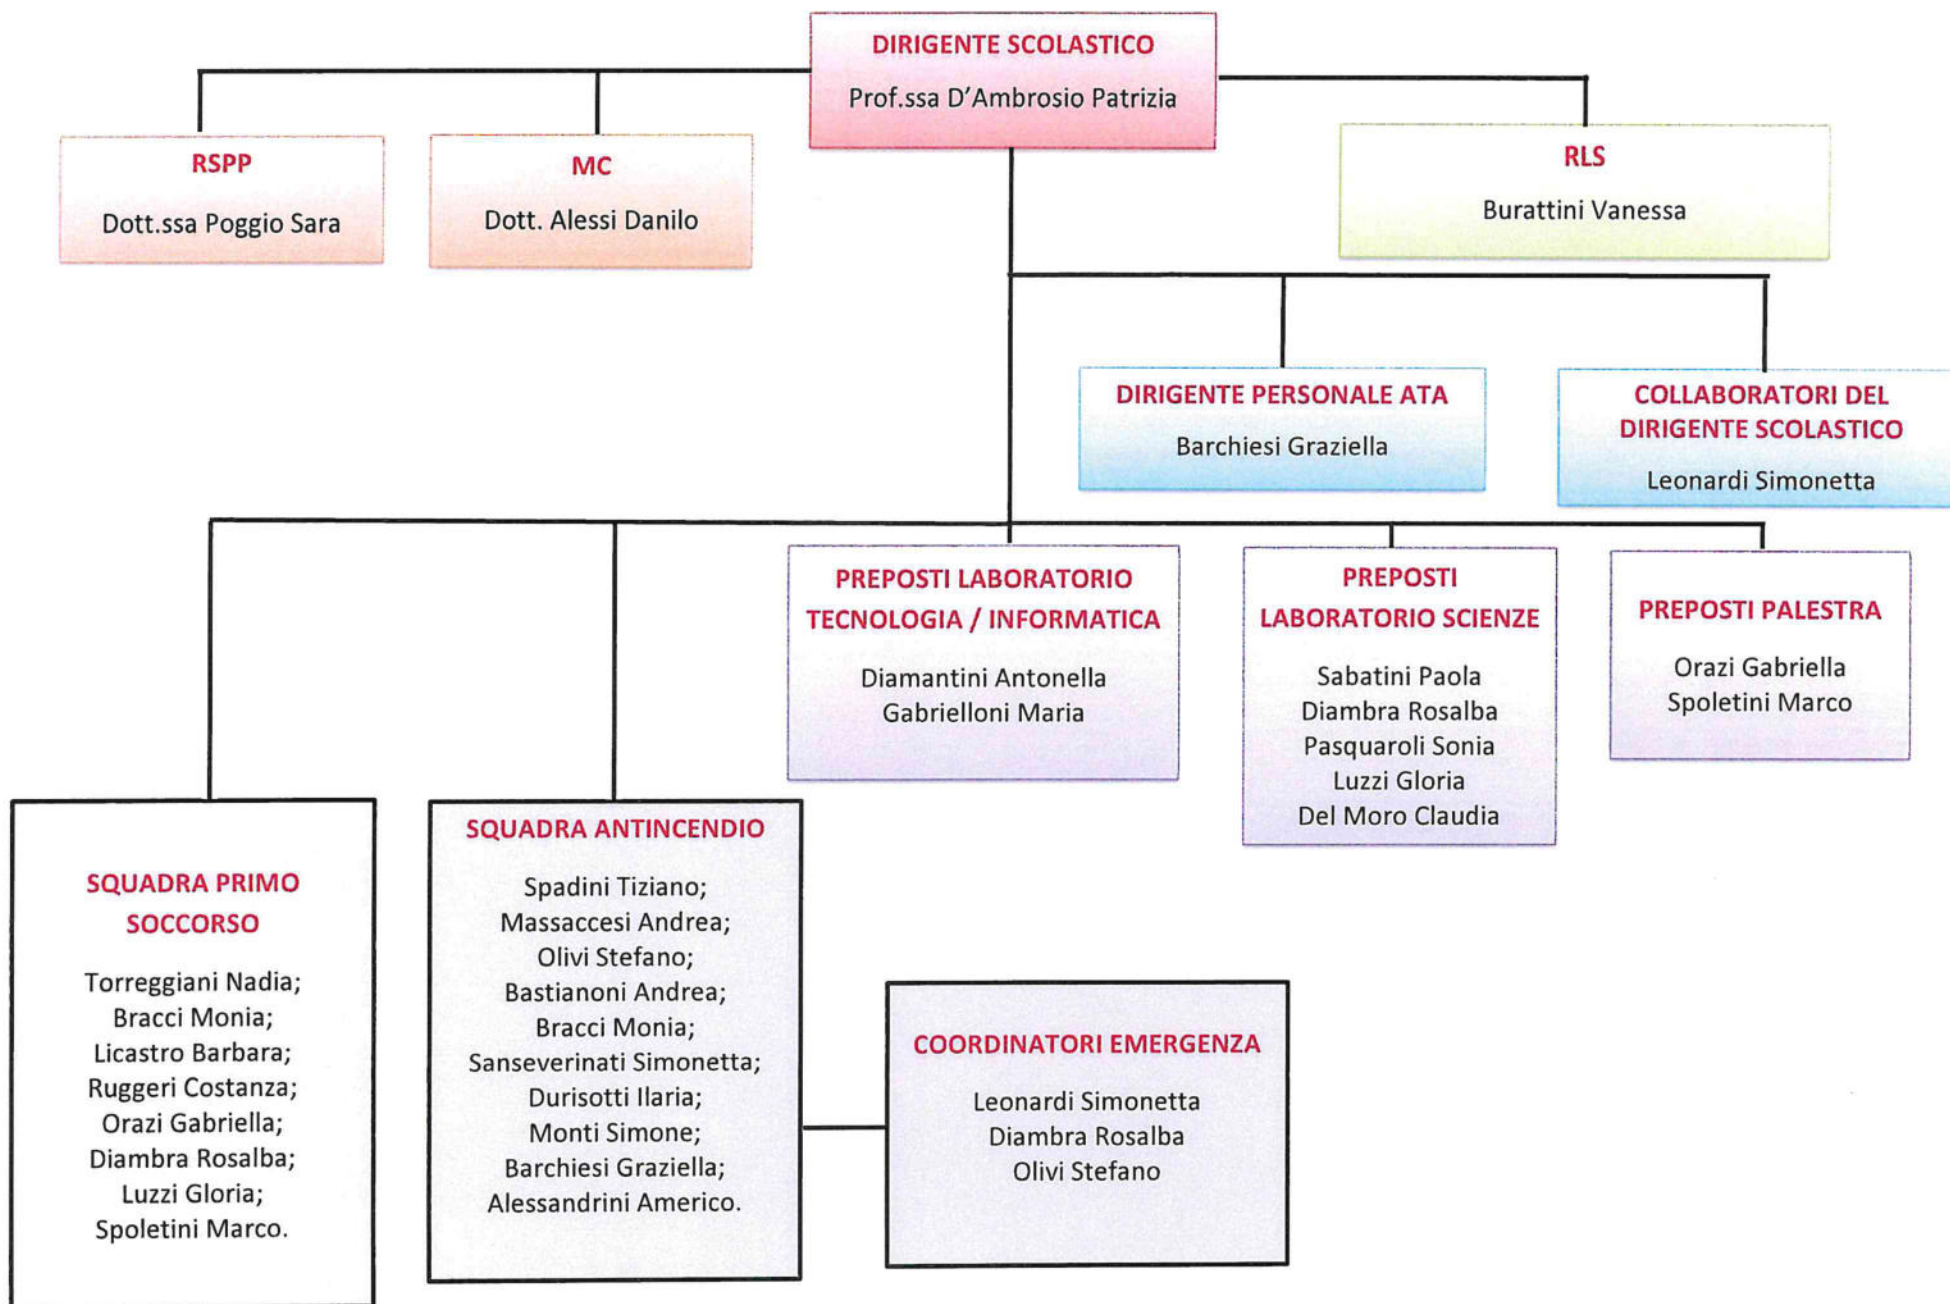 DIRIGENTE SCOLASTICO
Prof.ssa D’Ambrosio Patrizia
RSPP
Dott.ssa Poggio Sara
MC
Dott. Alessi Danilo
RLS
Burattini Vanessa
DIRIGENTE PERSONALE ATA
Barchiesi Graziella
COLLABORATORI DEL
DIRIGENTE SCOLASTICO
Leonardi Simonetta
PREPOSTI LABORATORIO
TECNOLOGIA / INFORMATICA
Diamantini Antonella
Gabrielloni Maria
PREPOSTI
LABORATORIO SCIENZE
Sabatini Paola
Diambra Rosalba
Pasquaroli Sonia
Luzzi Gloria
Del Moro Claudia
PREPOSTI PALESTRA
Orazi Gabriella
Spoletini Marco
SQUADRA PRIMO
SOCCORSO
Torreggiani Nadia;
Bracci Monia;
Licastro Barbara;
Ruggeri Costanza;
Orazi Gabriella;
Diambra Rosalba;
Luzzi Gloria;
Spoletini Marco.
SQUADRA ANTINCENDIO
Spadini Tiziano;
Massaccesi Andrea;
Olivi Stefano;
Bastianoni Andrea;
Bracci Monia;
Sanseverinati Simonetta;
Durisotti Ilaria;
Monti Simone;
Barchiesi Graziella;
Alessandrini Americo.
COORDINATORI EMERGENZA
Leonardi Simonetta
Diambra Rosalba
Olivi Stefano